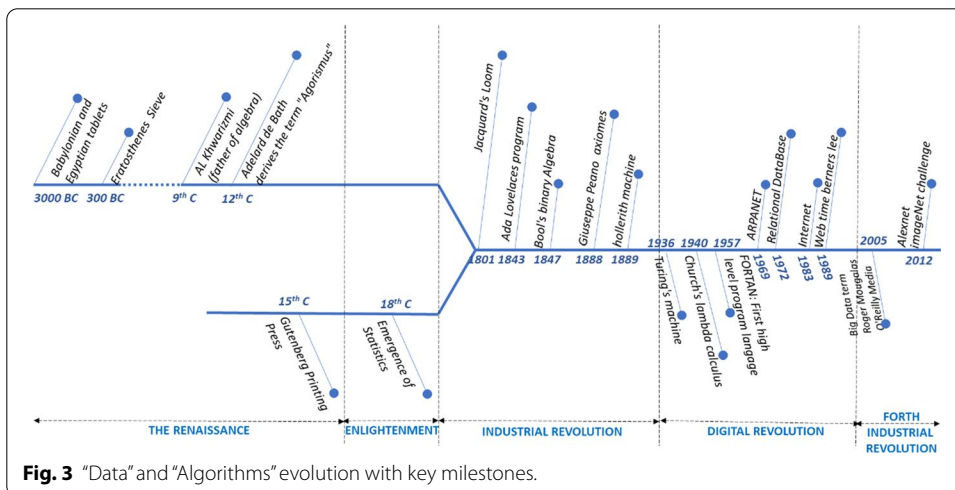 Babylonian and
Egyptian tablets
Eratosthenes Sieve
AL Khwarizmi
(father of algebra)
Adelard de Bath
derives the term "Agorismus"
3000 BC
300 BC
9th C
12th C
Jacquard's Loom
Ada Lovelaces program
Bool's binary Algebra
Giuseppe Peano axiomes
hollerith machine
ARPANET
Relational DataBase
Internet
Web time berners lee
Alexnet
imageNet challenge
1801
1843
1847
1888
1889
1936
1940
1957
1969
1972
1983
1989
2005
2012
Turing's machine
Church's lambda calculus
FORTAN: First high
level program langage
Big Data term
Roger Mougalas
O'Reilly Media
15th C
Gutenberg Printing
Press
18th C
Emergence of
Statistics
THE RENAISSANCE
ENLIGHTENMENT
INDUSTRIAL REVOLUTION
DIGITAL REVOLUTION
FORTH
INDUSTRIAL
REVOLUTION
Fig. 3 "Data" and "Algorithms" evolution with key milestones.